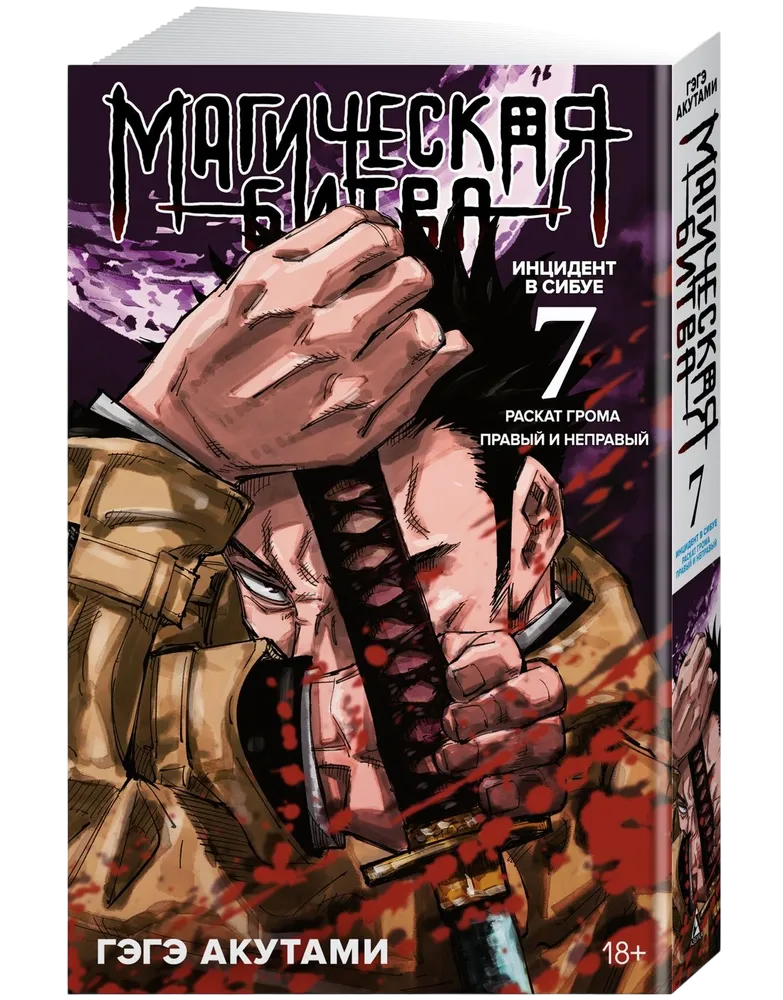 МАГИЧЕСКАЯ
БИТВА
ИНЦИДЕНТ
В СИБУЕ
7
РАСКАТ ГРОМА
ПРАВЫЙ И НЕПРАВЫЙ
ГЭГЭ АКУТАМИ
18+
ГЭГЭ
АКУТАМИ
МАГИЧЕСКАЯ
БИТВА
7
ИНЦИДЕНТ В СИБУЕ
РАСКАТ ГРОМА
ПРАВЫЙ И НЕПРАВЫЙ